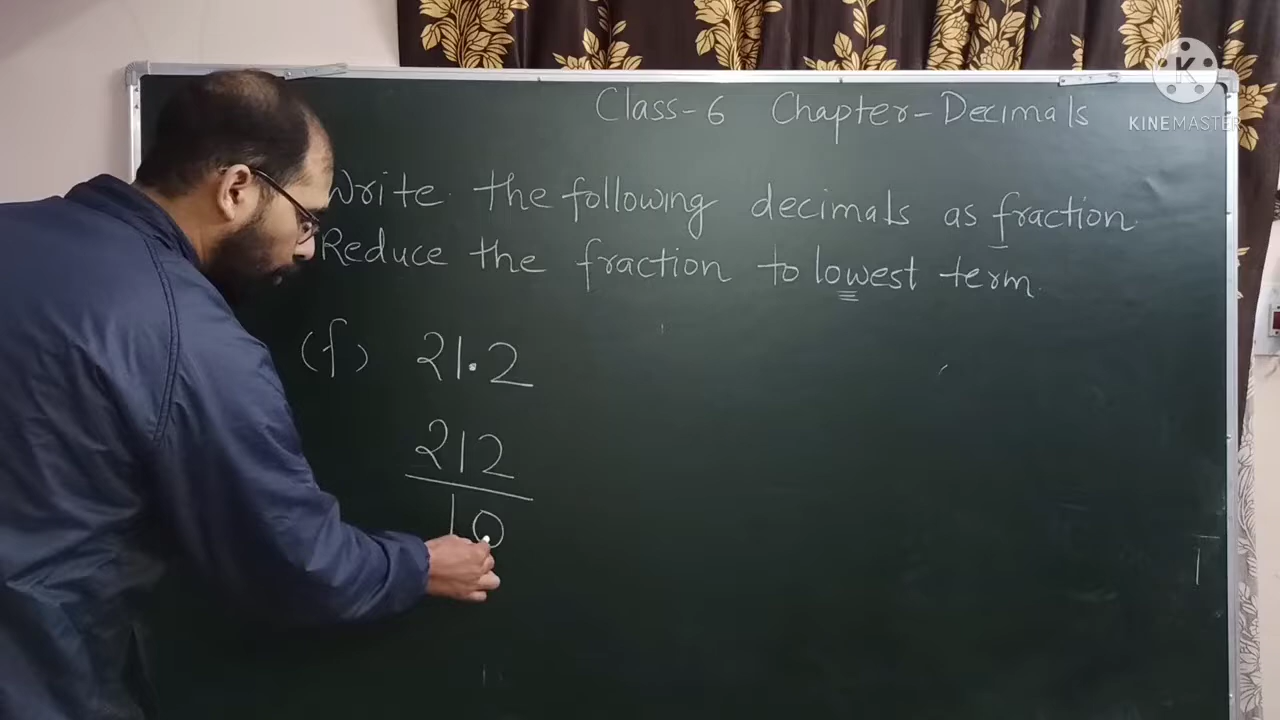 Class-6 Chapter-Decimals
K
KINEMASTER
Write the following decimals as fraction.
Reduce the fraction to lowest term.
(f) 21.2
212
10